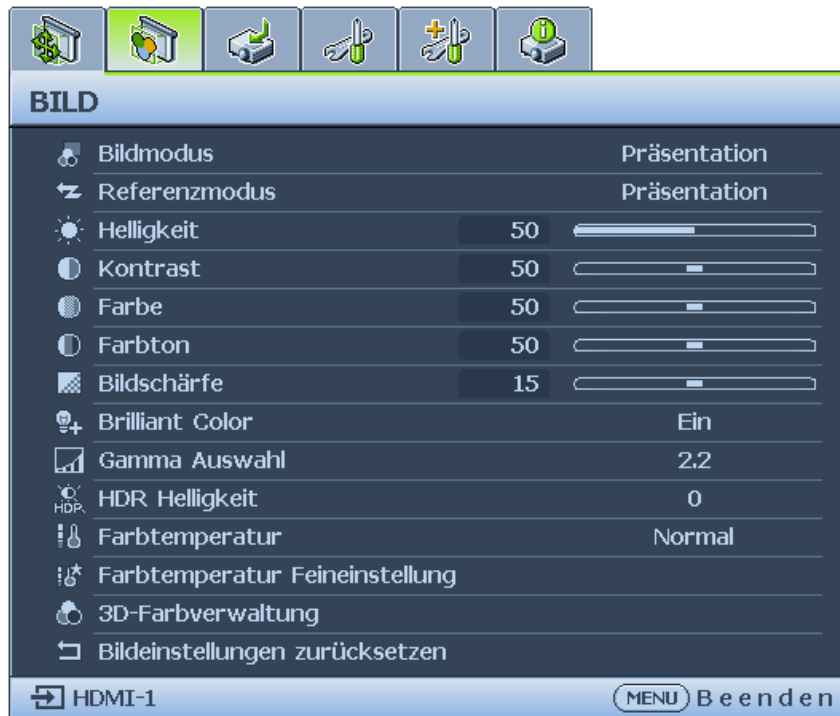 BILD
Bildmodus Präsentation
Referenzmodus Präsentation
Helligkeit 50
Kontrast 50
Farbe 50
Farbton 50
Bildschärfe 15
Brilliant Color Ein
Gamma Auswahl 2.2
HDR HDR Helligkeit 0
Farbtemperatur Normal
Farbtemperatur Feineinstellung
3D-Farbverwaltung
Bildeinstellungen zurücksetzen
HDMI-1 MENU Beenden